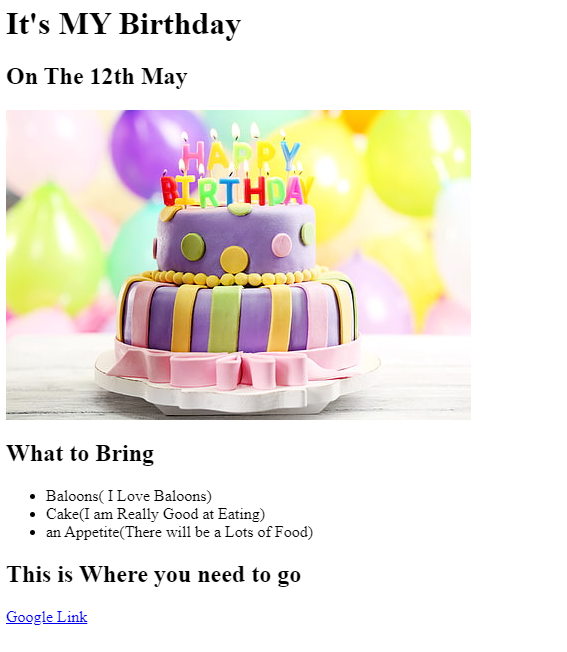 It's MY Birthday
On The 12th May
HAPPY
BIRTHDAY
What to Bring
Baloons( I Love Baloons)
Cake(I am Really Good at Eating)
an Appetite(There will be a Lots of Food)
This is Where you need to go
Google Link